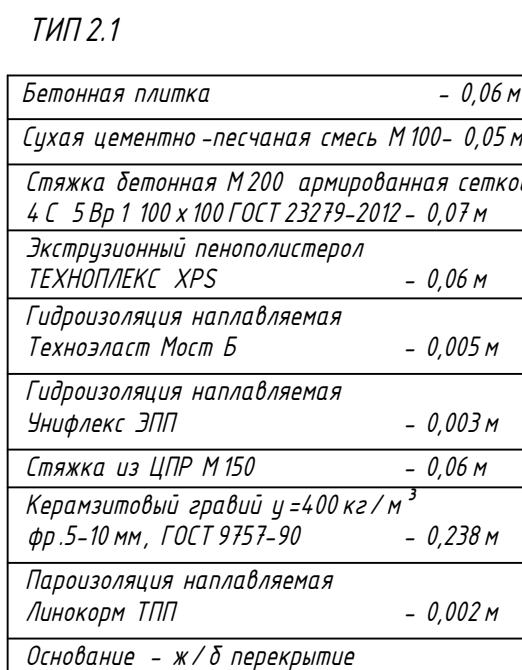 ТИП 2.1
Бетонная плитка - 0,06 м
Сухая цементно-песчаная смесь М 100- 0,05 м
Стяжка бетонная М 200 армированная сеткой
4 С 5 Вр 1 100 х 100 ГОСТ 23279-2012 - 0,07 м
Экструзионный пенополистерол
ТЕХНОПЛЕКС XPS - 0,06 м
Гидроизоляция наплавляемая
Техноэласт Мост Б - 0,005 м
Гидроизоляция наплавляемая
Унифлекс ЭПП - 0,003 м
Стяжка из ЦПР М 150 - 0,06 м
Керамзитовый гравий у =400 кг / м³
фр.5-10 мм, ГОСТ 9757-90 - 0,238 м
Пароизоляция наплавляемая
Линокорм ТПП - 0,002 м
Основание - ж / б перекрытие